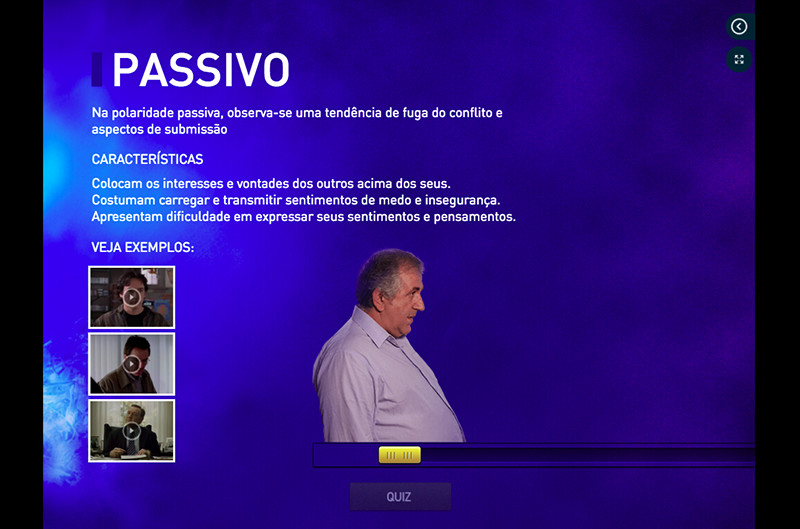 PASSIVO
Na polaridade passiva, observa-se uma tendência de fuga do conflito e
aspectos de submissão
CARACTERÍSTICAS
Colocam os interesses e vontades dos outros acima dos seus.
Costumam carregar e transmitir sentimentos de medo e insegurança.
Apresentam dificuldade em expressar seus sentimentos e pensamentos.
VEJA EXEMPLOS:
QUIZ